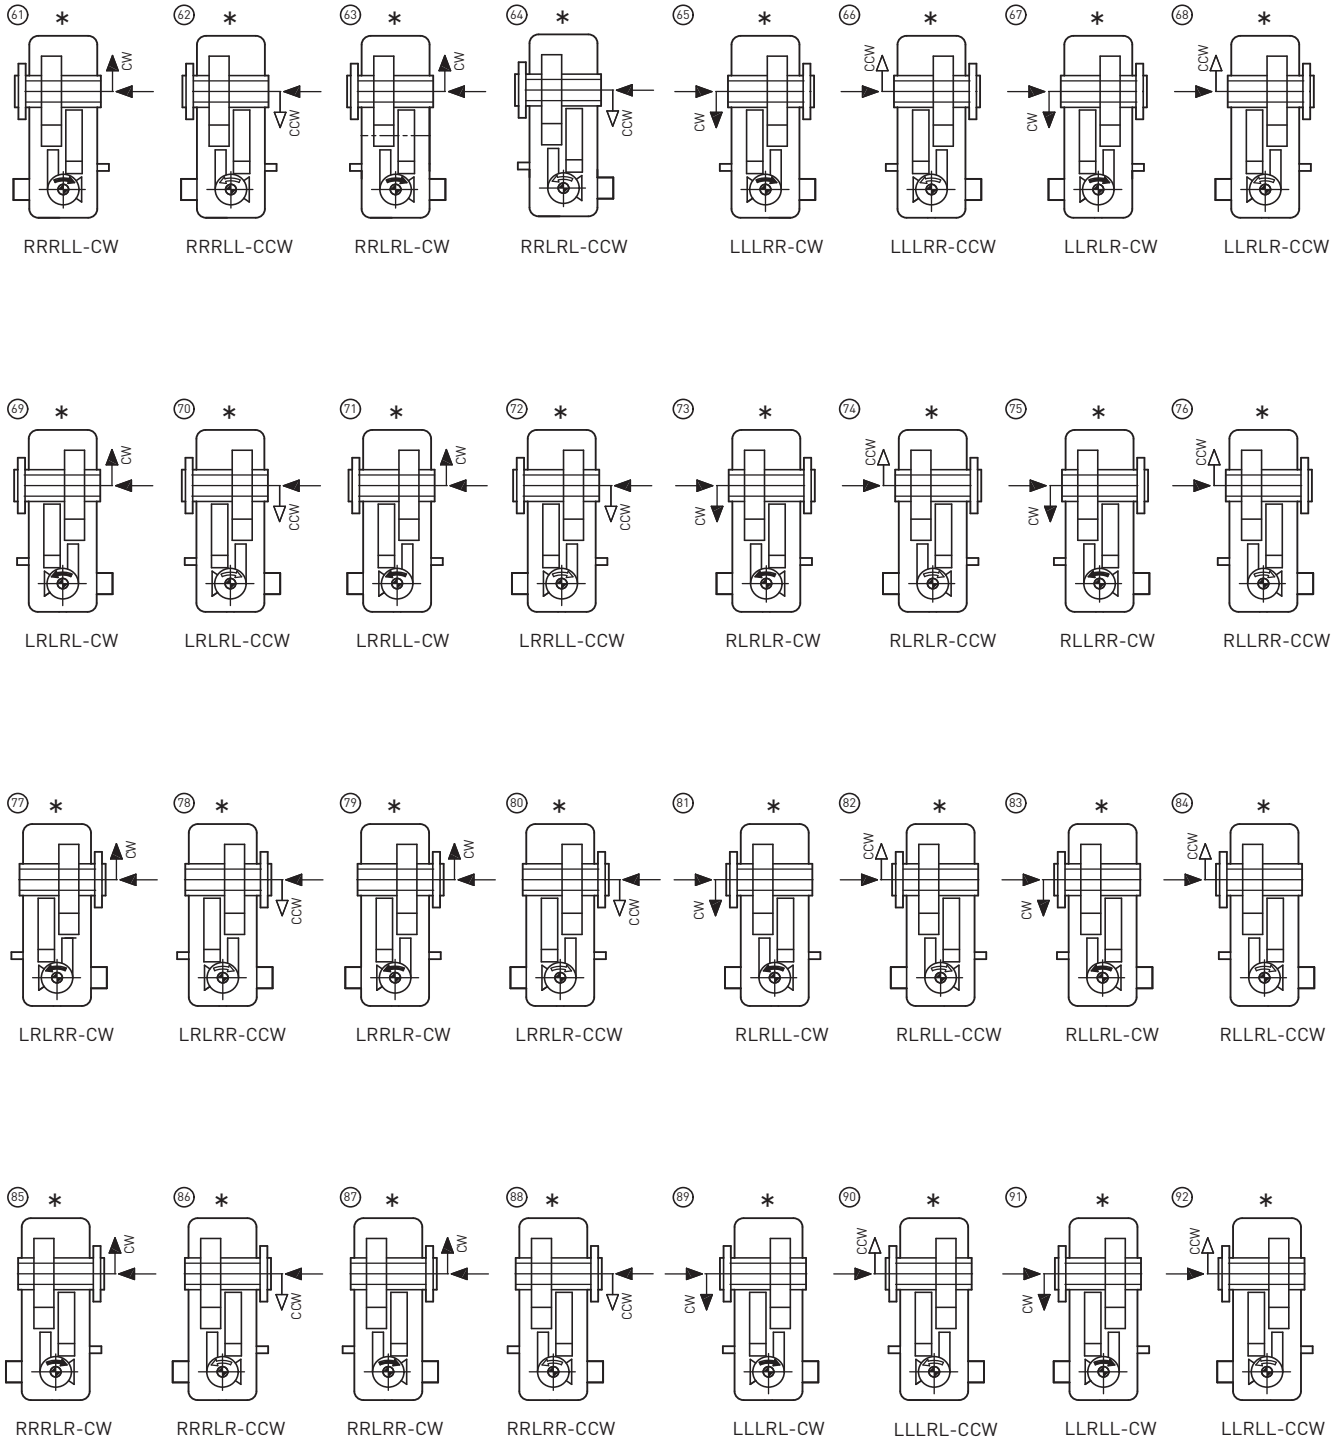 61 * 62 * 63 * 64 * 65 * 66 * 67 * 68 *
CW CCW CW CCW CW CCW CW CCW
RRRLL-CW RRRLL-CCW RRLRL-CW RRLRL-CCW LLLRR-CW LLLRR-CCW LLRLR-CW LLRLR-CCW
69 * 70 * 71 * 72 * 73 * 74 * 75 * 76 *
CW CCW CW CCW CW CCW CW CCW
LRLRL-CW LRLRL-CCW LRRLL-CW LRRLL-CCW RLRLR-CW RLRLR-CCW RLLRR-CW RLLRR-CCW
77 * 78 * 79 * 80 * 81 * 82 * 83 * 84 *
CW CCW CW CCW CW CCW CW CCW
LRLRR-CW LRLRR-CCW LRRLR-CW LRRLR-CCW RLRLL-CW RLRLL-CCW RLLRL-CW RLLRL-CCW
85 * 86 * 87 * 88 * 89 * 90 * 91 * 92 *
CW CCW CW CCW CW CCW CW CCW
RRRLR-CW RRRLR-CCW RRLRR-CW RRLRR-CCW LLLRL-CW LLLRL-CCW LLRLL-CW LLRLL-CCW